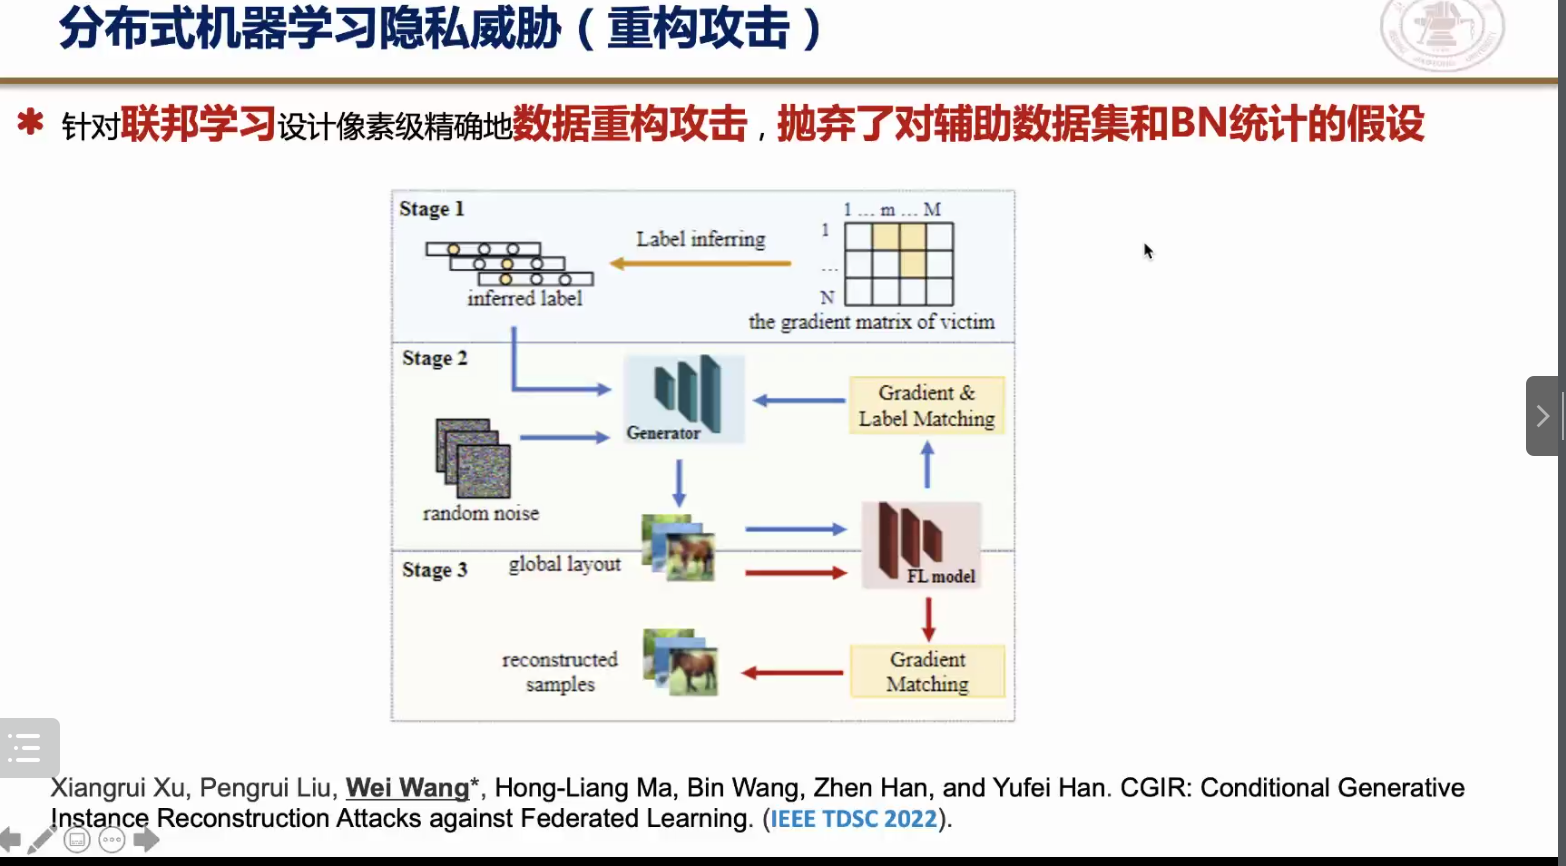 分布式机器学习隐私威胁（重构攻击）
* 针对联邦学习设计像素级精确地数据重构攻击，抛弃了对辅助数据集和BN统计的假设
Stage 1
1 ... m ... M
1
...
N
Label inferring
inferred label
the gradient matrix of victim
Stage 2
Gradient &
Label Matching
Generator
random noise
global layout
Stage 3
FL model
reconstructed
samples
Gradient
Matching
Xiangrui Xu, Pengrui Liu, Wei Wang*, Hong-Liang Ma, Bin Wang, Zhen Han, and Yufei Han. CGIR: Conditional Generative
Instance Reconstruction Attacks against Federated Learning. (IEEE TDSC 2022).